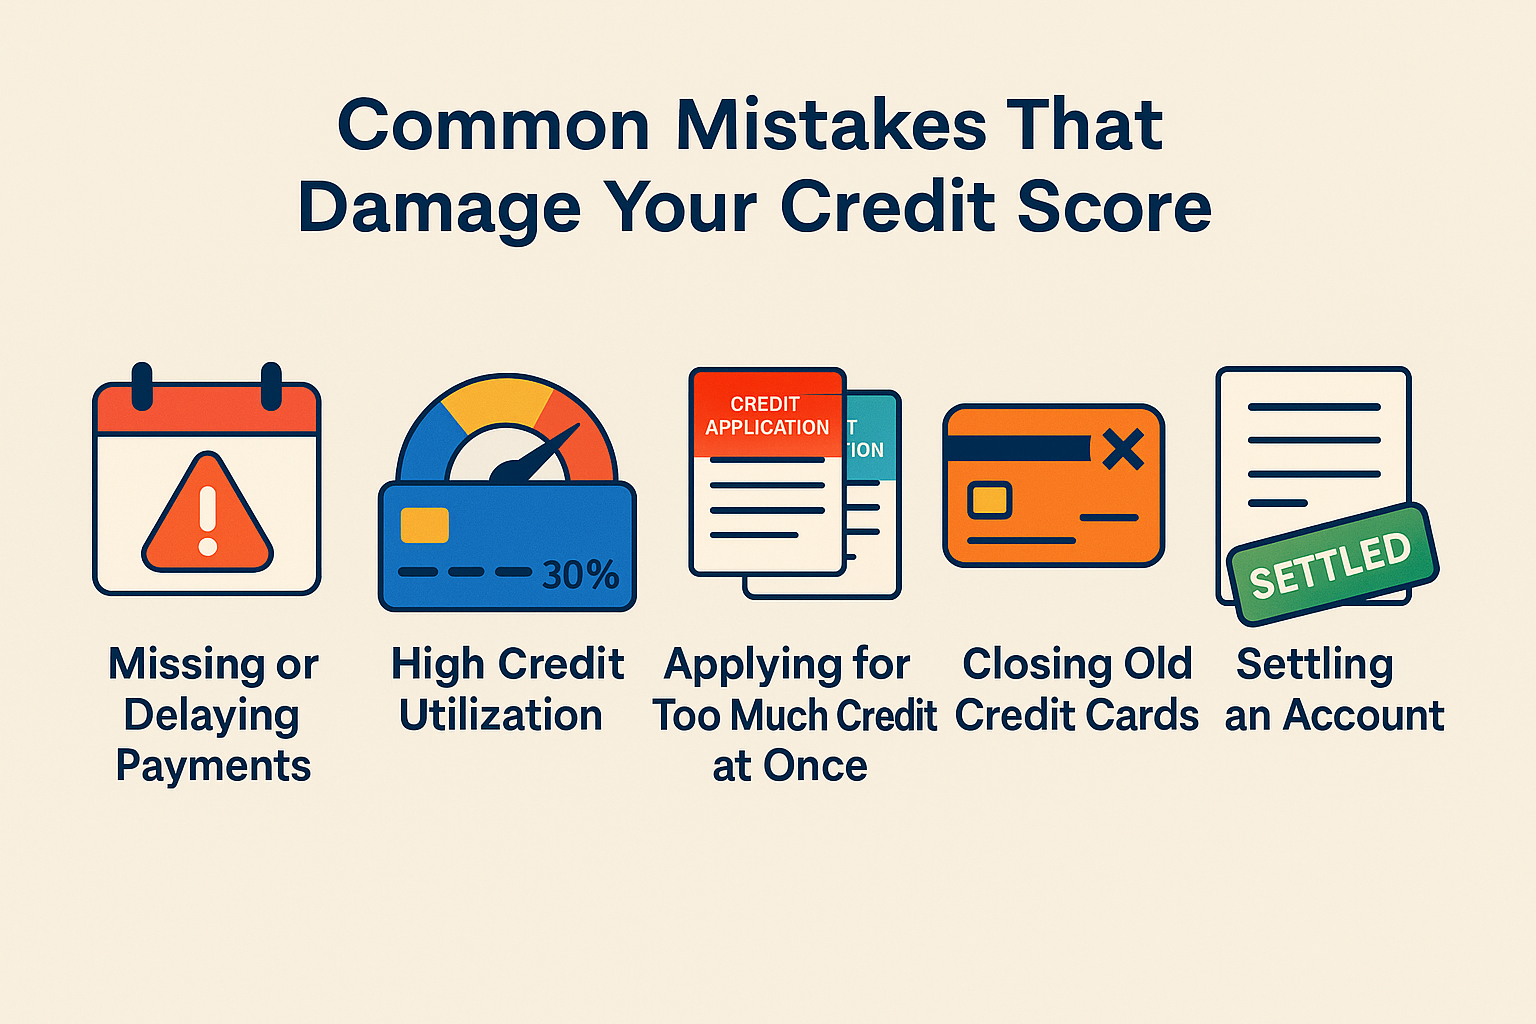 Common Mistakes That
Damage Your Credit Score
CREDIT
APPLICATION
T
TION
30%
SETTLED
Missing or
Delaying
Payments
High Credit
Utilization
Applying for
Too Much Credit
at Once
Closing Old
Credit Cards
Settling
an Account